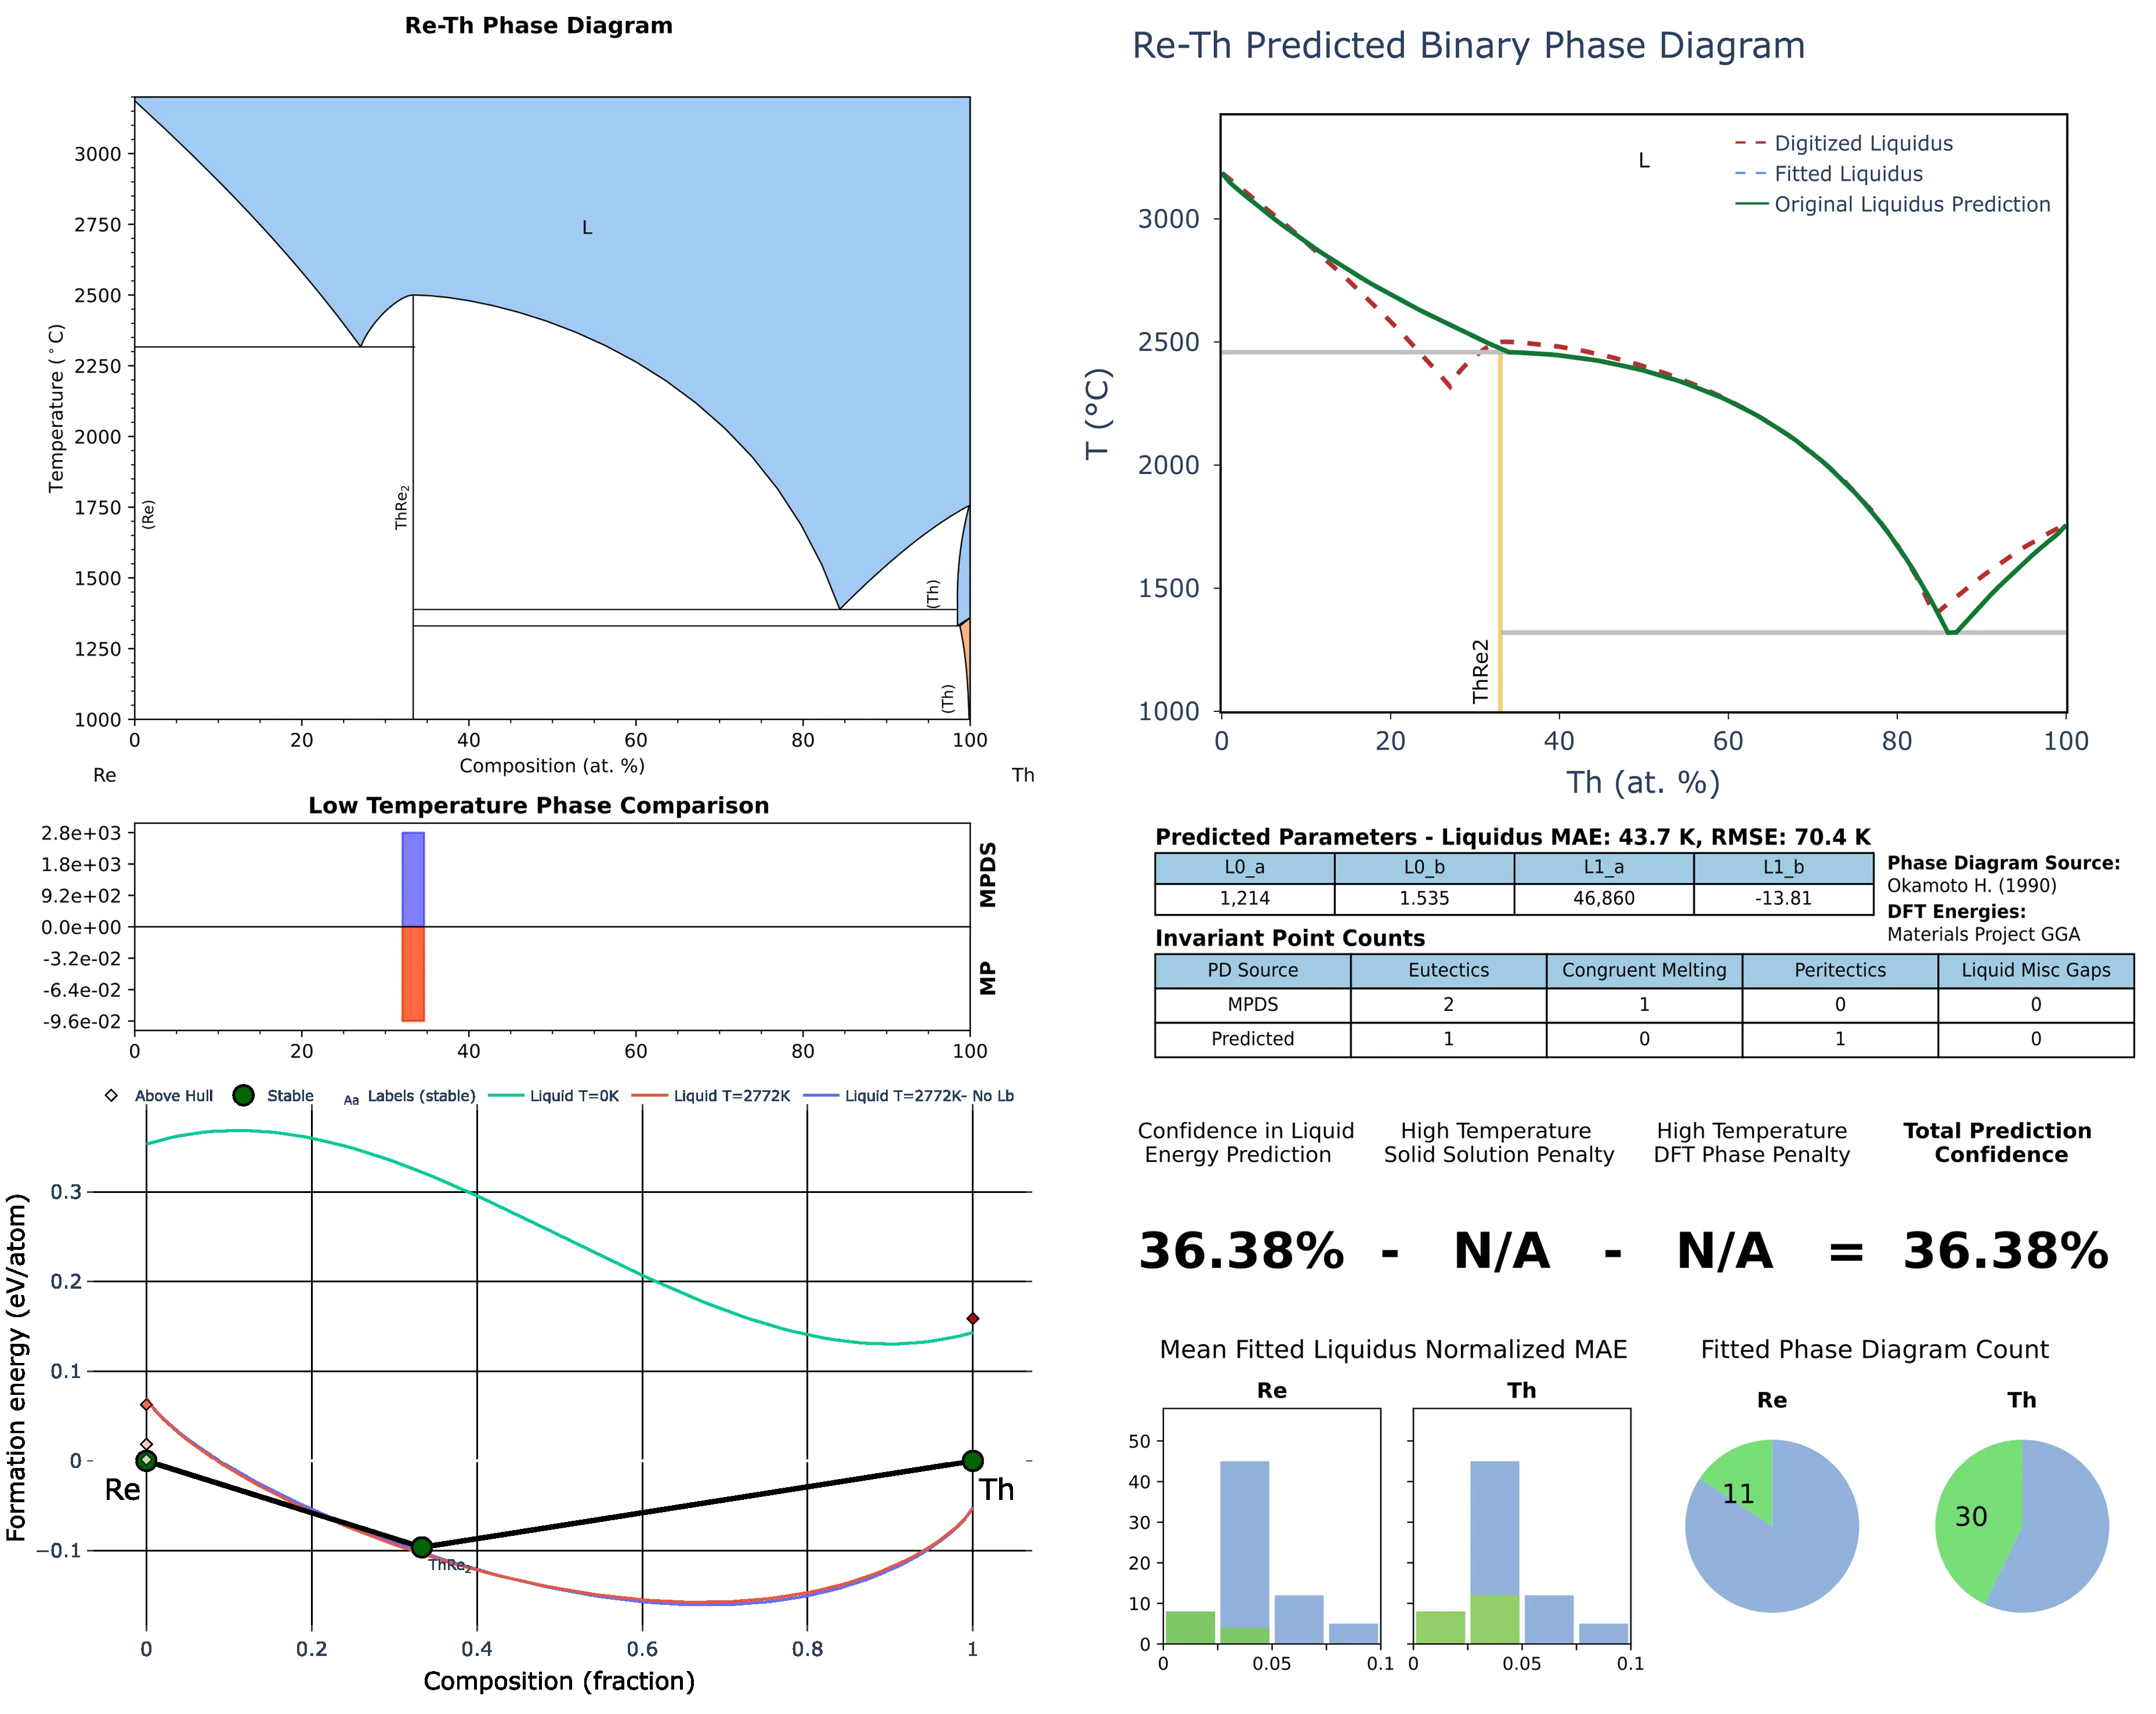 Re-Th Phase Diagram
3000
2750
2500
2250
2000
1750
1500
1250
1000
Temperature (°C)
L
(Re)
ThRe2
(Th)
(Th)
0 20 40 60 80 100
Re Composition (at. %) Th
Low Temperature Phase Comparison
2.8e+03
1.8e+03
9.2e+02
0.0e+00
-3.2e-02
-6.4e-02
-9.6e-02
MPDS
MP
0 20 40 60 80 100
Above Hull Stable Aa Labels (stable) Liquid T=0K Liquid T=2772K Liquid T=2772K- No Lb
0.3
0.2
0.1
0
−0.1
Formation energy (eV/atom)
Re
Th
ThRe2
0 0.2 0.4 0.6 0.8 1
Composition (fraction)
Re-Th Predicted Binary Phase Diagram
L
Digitized Liquidus
Fitted Liquidus
Original Liquidus Prediction
3000
2500
2000
1500
1000
T (°C)
ThRe2
0 20 40 60 80 100
Th (at. %)
Predicted Parameters - Liquidus MAE: 43.7 K, RMSE: 70.4 K
L0_a L0_b L1_a L1_b
1,214 1.535 46,860 -13.81
Phase Diagram Source:
Okamoto H. (1990)
DFT Energies:
Materials Project GGA
Invariant Point Counts
PD Source Eutectics Congruent Melting Peritectics Liquid Misc Gaps
MPDS 2 1 0 0
Predicted 1 0 1 0
Confidence in Liquid Energy Prediction
High Temperature Solid Solution Penalty
High Temperature DFT Phase Penalty
Total Prediction Confidence
36.38% - N/A - N/A = 36.38%
Mean Fitted Liquidus Normalized MAE
Fitted Phase Diagram Count
Re Th Re Th
50
40
30
20
10
0
0 0.05 0.1 0 0.05 0.1
11
30